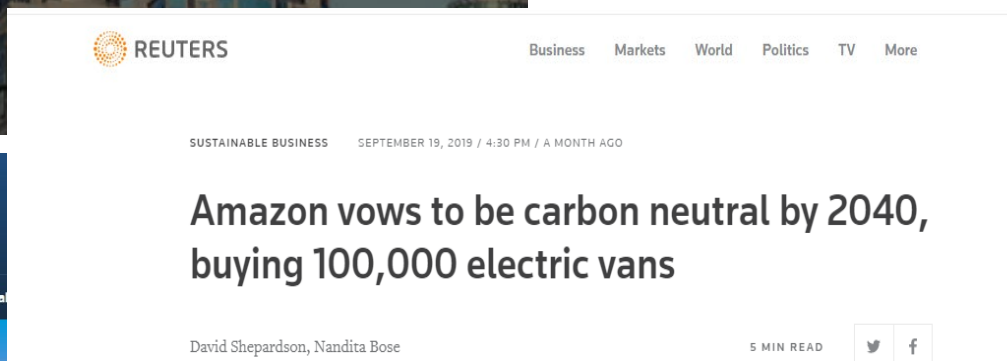 REUTERS
Business Markets World Politics TV More
SUSTAINABLE BUSINESS SEPTEMBER 19, 2019 / 4:30 PM / A MONTH AGO
Amazon vows to be carbon neutral by 2040,
buying 100,000 electric vans
David Shepardson, Nandita Bose
5 MIN READ